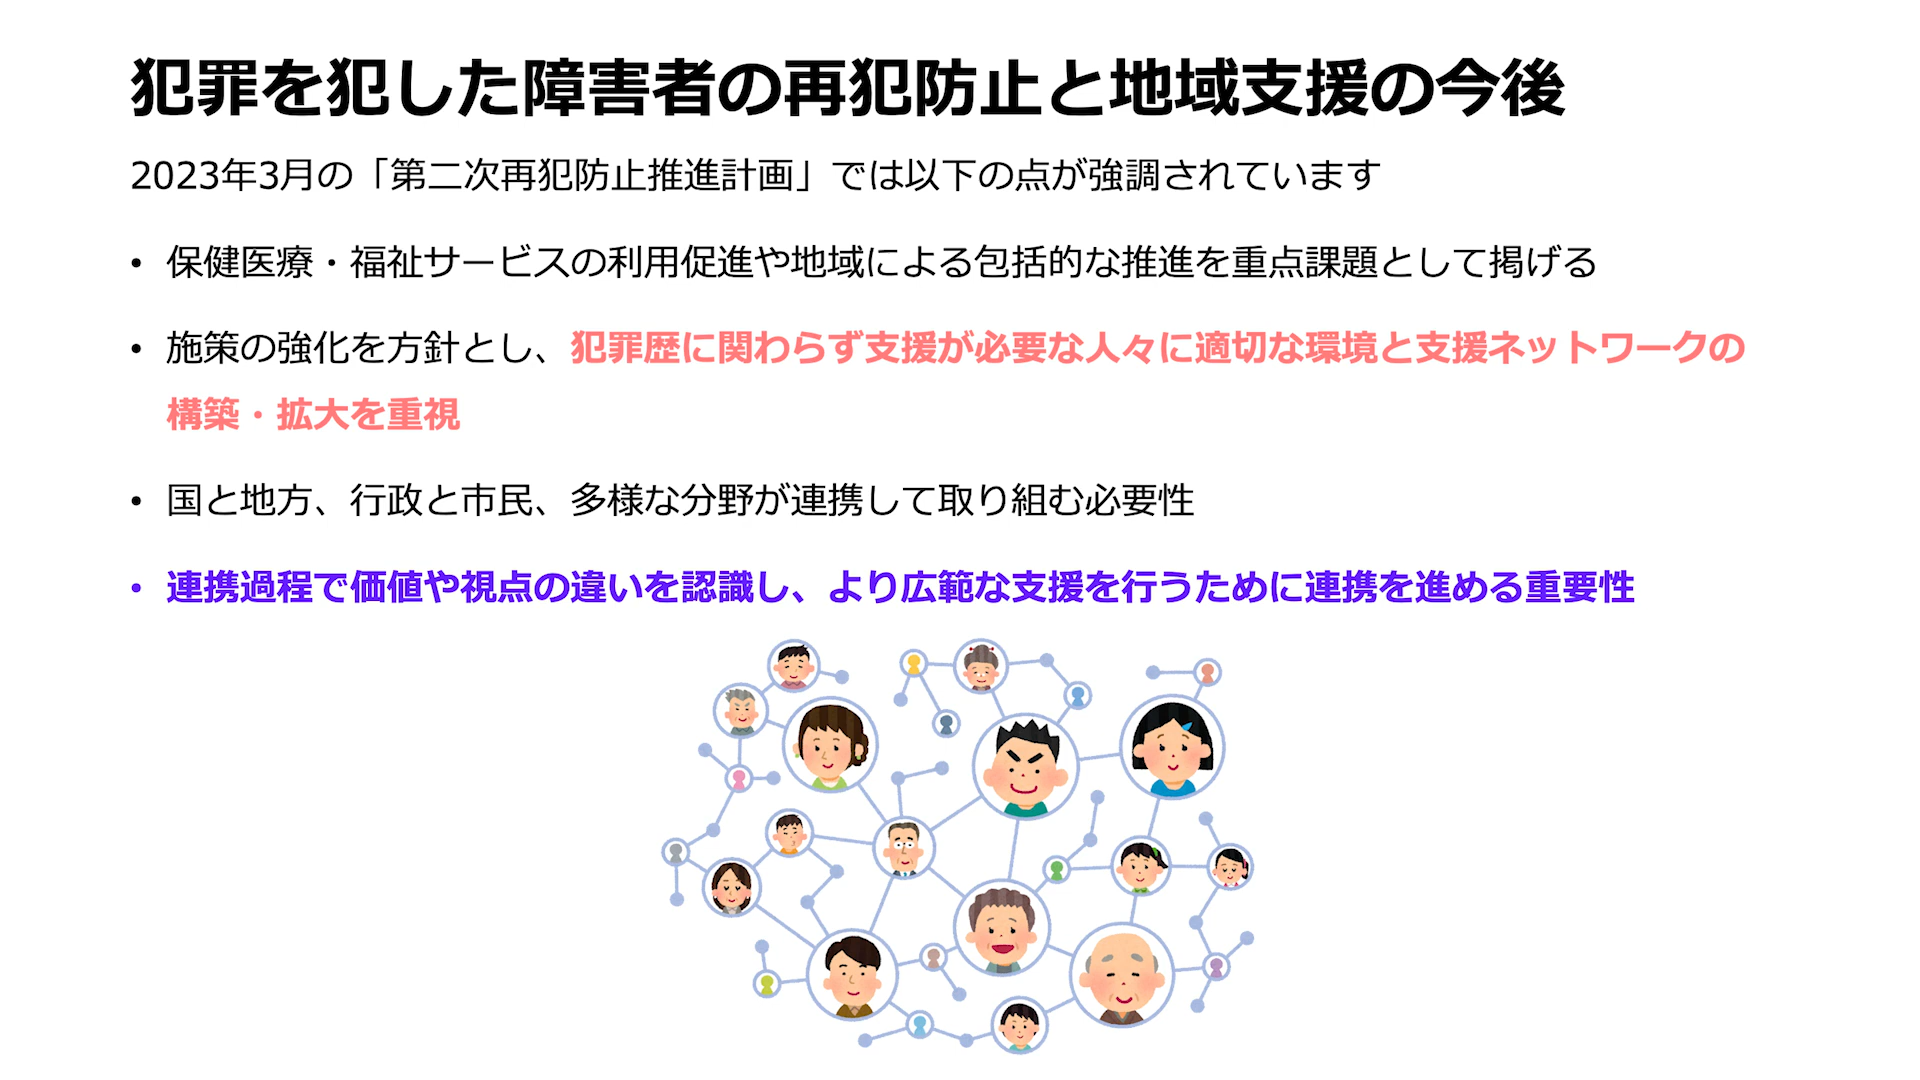 犯罪を犯した障害者の再犯防止と地域支援の今後
2023年3月の「第二次再犯防止推進計画」では以下の点が強調されています
• 保健医療・福祉サービスの利用促進や地域による包括的な推進を重点課題として掲げる
• 施策の強化を方針とし、犯罪歴に関わらず支援が必要な人々に適切な環境と支援ネットワークの
構築・拡大を重視
• 国と地方、行政と市民、多様な分野が連携して取り組む必要性
• 連携過程で価値や視点の違いを認識し、より広範な支援を行うために連携を進める重要性